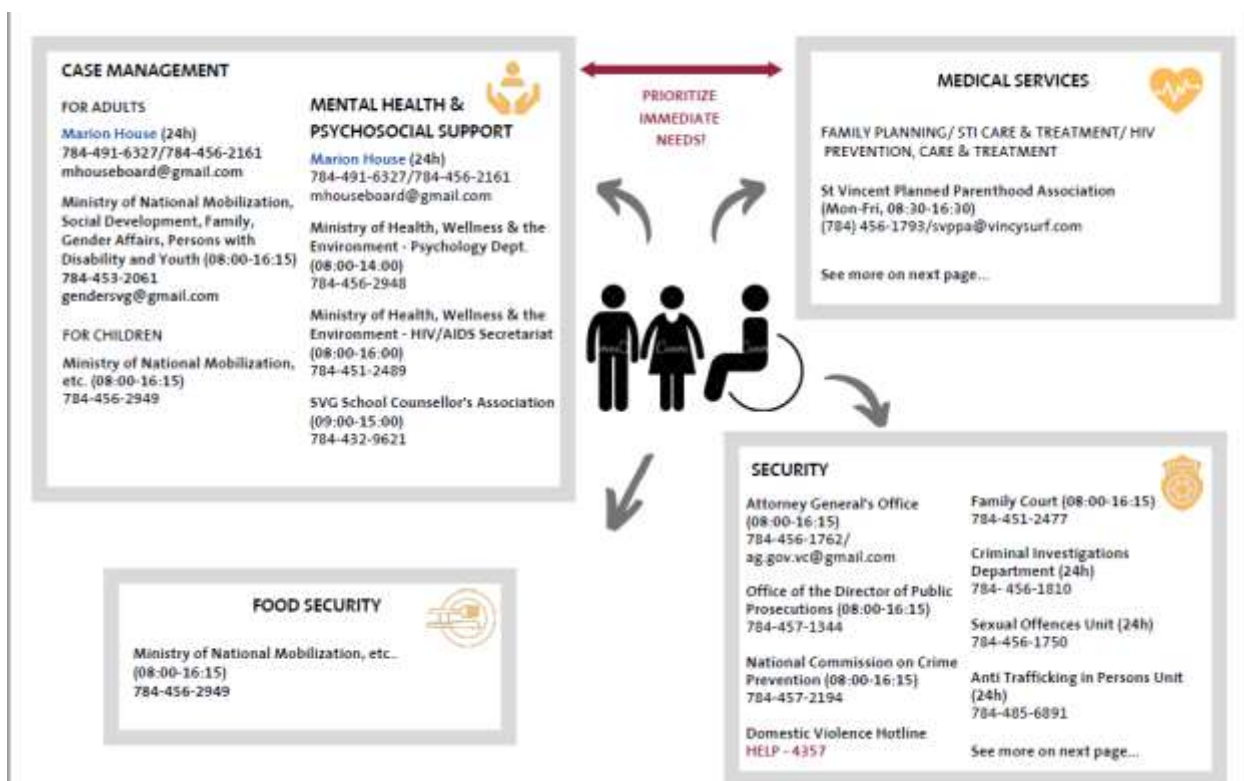 CASE MANAGEMENT
FOR ADULTS
Marion House (24h)
784-491-6327/784-456-2161
mhouseboard@gmail.com
Ministry of National Mobilization,
Social Development, Family,
Gender Affairs, Persons with
Disability and Youth (08:00-16:15)
784-453-2061
gendersvg@gmail.com
FOR CHILDREN
Ministry of National Mobilization,
etc. (08:00-16:15)
784-456-2949
MENTAL HEALTH &
PSYCHOSOCIAL SUPPORT
Marion House (24h)
784-491-6327/784-456-2161
mhouseboard@gmail.com
Ministry of Health, Wellness & the
Environment - Psychology Dept.
(08:00-14:00)
784-456-2948
Ministry of Health, Wellness & the
Environment - HIV/AIDS Secretariat
(08:00-16:00)
784-451-2489
SVG School Counsellor's Association
(09:00-15:00)
784-432-9621
PRIORITIZE
IMMEDIATE
NEEDS!
MEDICAL SERVICES
FAMILY PLANNING/ STI CARE & TREATMENT/ HIV
PREVENTION, CARE & TREATMENT
St Vincent Planned Parenthood Association
(Mon-Fri, 08:30-16:30)
(784) 456-1793/svppa@vincysurf.com
See more on next page...
FOOD SECURITY
Ministry of National Mobilization, etc..
(08:00-16:15)
784-456-2949
SECURITY
Attorney General's Office
(08:00-16:15)
784-456-1762/
ag.gov.vc@gmail.com
Office of the Director of Public
Prosecutions (08:00-16:15)
784-457-1344
National Commission on Crime
Prevention (08:00-16:15)
784-457-2194
Domestic Violence Hotline
HELP - 4357
Family Court (08:00-16:15)
784-451-2477
Criminal Investigations
Department (24h)
784- 456-1810
Sexual Offences Unit (24h)
784-456-1750
Anti Trafficking in Persons Unit
(24h)
784-485-6891
See more on next page...